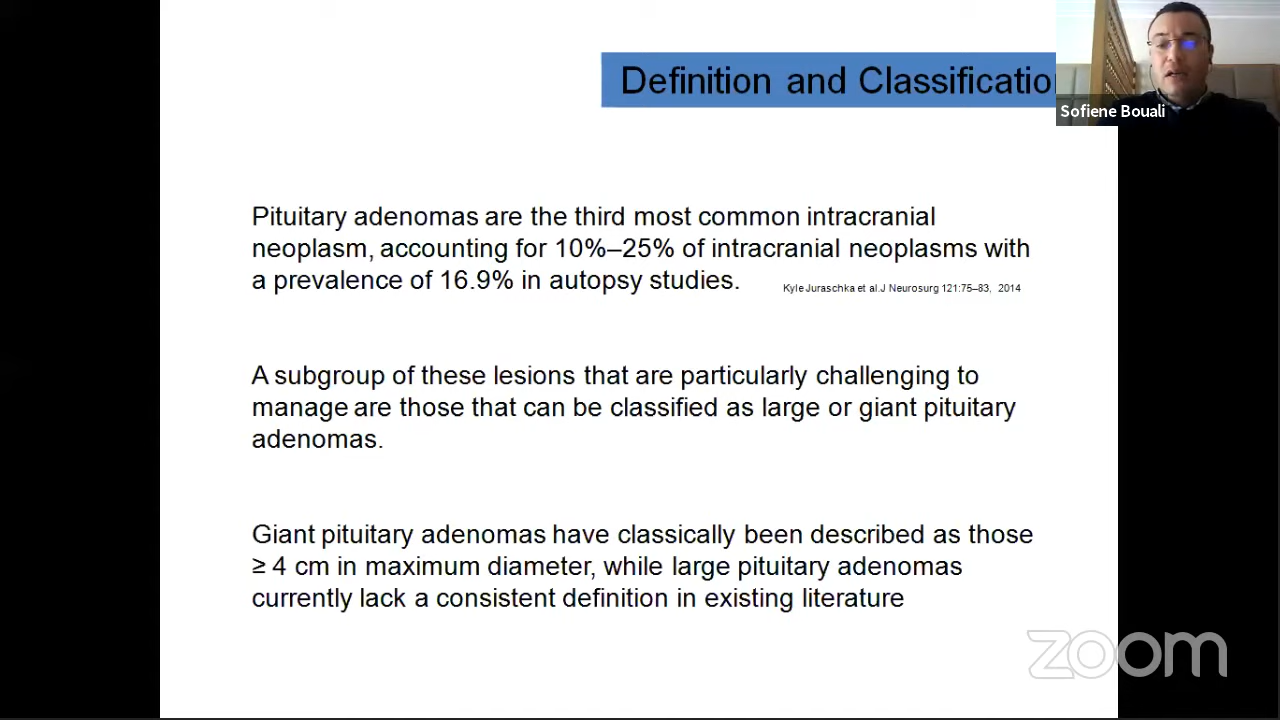 Definition and Classificatio
Sofiene Bouali
Pituitary adenomas are the third most common intracranial
neoplasm, accounting for 10%–25% of intracranial neoplasms with
a prevalence of 16.9% in autopsy studies.
Kyle Juraschka et al.J Neurosurg 121:75–83, 2014
A subgroup of these lesions that are particularly challenging to
manage are those that can be classified as large or giant pituitary
adenomas.
Giant pituitary adenomas have classically been described as those
≥ 4 cm in maximum diameter, while large pituitary adenomas
currently lack a consistent definition in existing literature
zoom